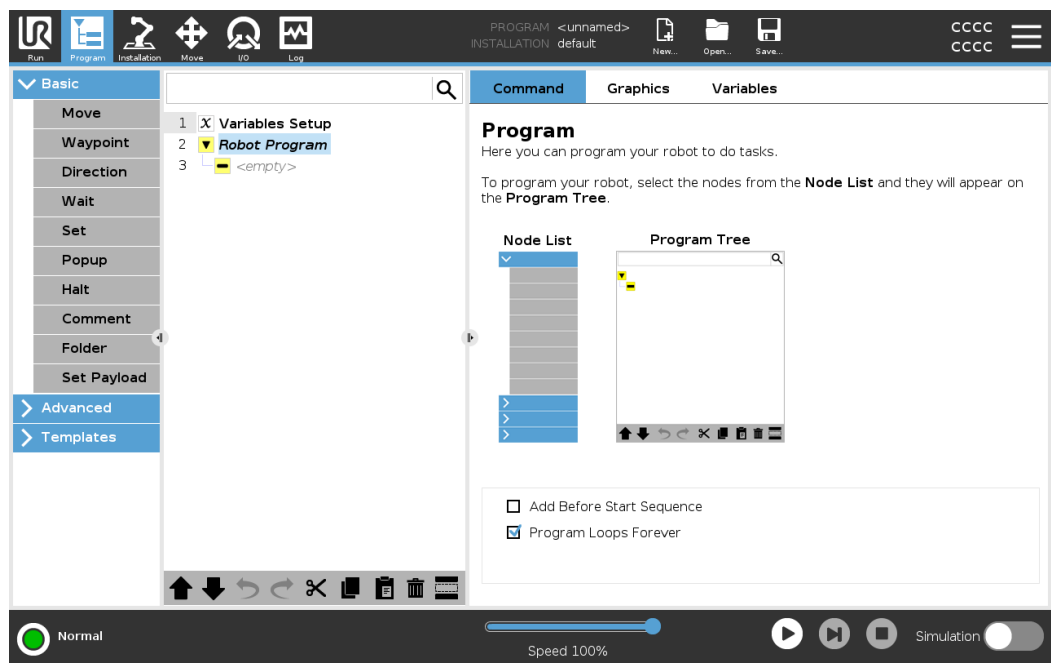 PROGRAM <unnamed>
INSTALLATION default
CCCC
CCCC
Run Program Installation Move I/O Log New... Open... Save...
Basic
Move
Waypoint
Direction
Wait
Set
Popup
Halt
Comment
Folder
Set Payload
Advanced
Templates
1 X Variables Setup
2 Robot Program
3 <empty>
Command Graphics Variables
Program
Here you can program your robot to do tasks.
To program your robot, select the nodes from the Node List and they will appear on
the Program Tree.
Node List Program Tree
Add Before Start Sequence
Program Loops Forever
Normal
Speed 100%
Simulation